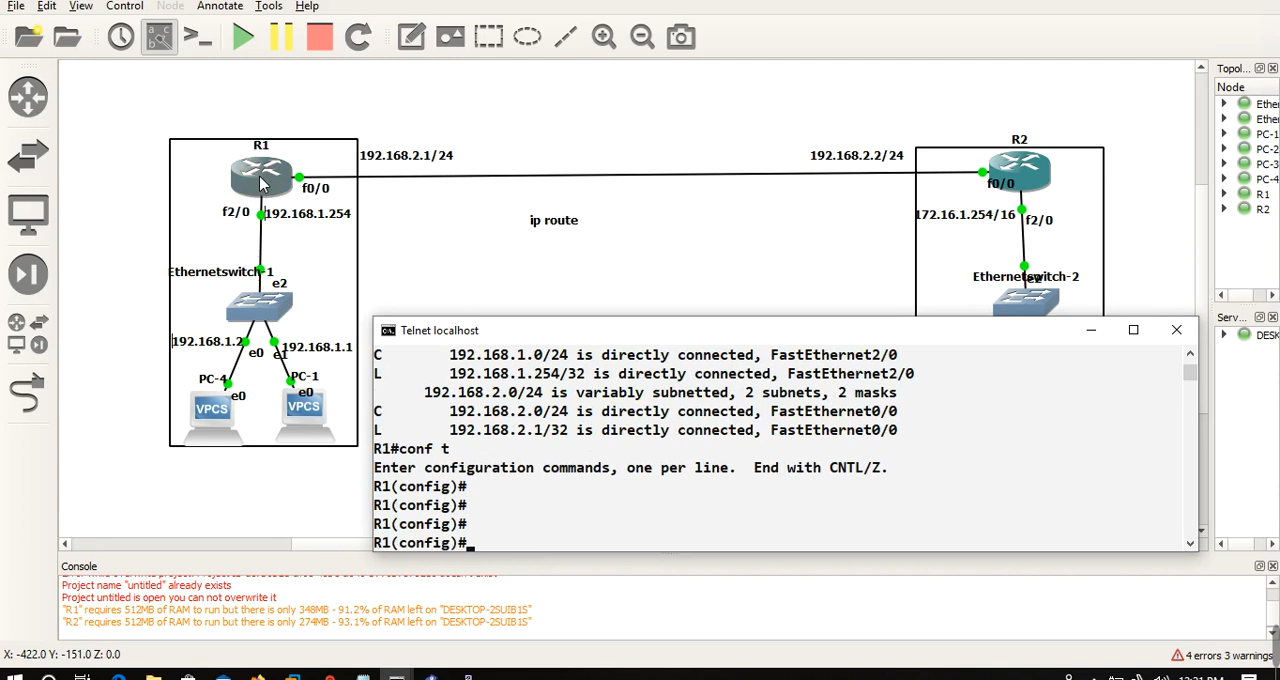 File Edit View Control Node Annotate Tools Help
Topol...
Node
Ether
Ether
PC-1
PC-2
PC-3
PC-4
R1
R2
R1
192.168.2.1/24
192.168.2.2/24
R2
f0/0
f0/0
f2/0
192.168.1.254
ip route
172.16.1.254/16
f2/0
Ethernetswitch-1
e2
Ethernetswitch-2
192.168.1.2
e0
e1
192.168.1.1
PC-4
e0
PC-1
e0
VPCS
VPCS
Serv...
DESK
Telnet localhost
C 192.168.1.0/24 is directly connected, FastEthernet2/0
L 192.168.1.254/32 is directly connected, FastEthernet2/0
192.168.2.0/24 is variably subnetted, 2 subnets, 2 masks
C 192.168.2.0/24 is directly connected, FastEthernet0/0
L 192.168.2.1/32 is directly connected, FastEthernet0/0
R1#conf t
Enter configuration commands, one per line. End with CNTL/Z.
R1(config)#
R1(config)#
R1(config)#
R1(config)#
Console
Project name "untitled" already exists
Project untitled is open you can not overwrite it
"R1" requires 512MB of RAM to run but there is only 348MB - 91.2% of RAM left on "DESKTOP-2SUIB1S"
"R2" requires 512MB of RAM to run but there is only 274MB - 93.1% of RAM left on "DESKTOP-2SUIB1S"
X: -422.0 Y: -151.0 Z: 0.0
4 errors 3 warnings